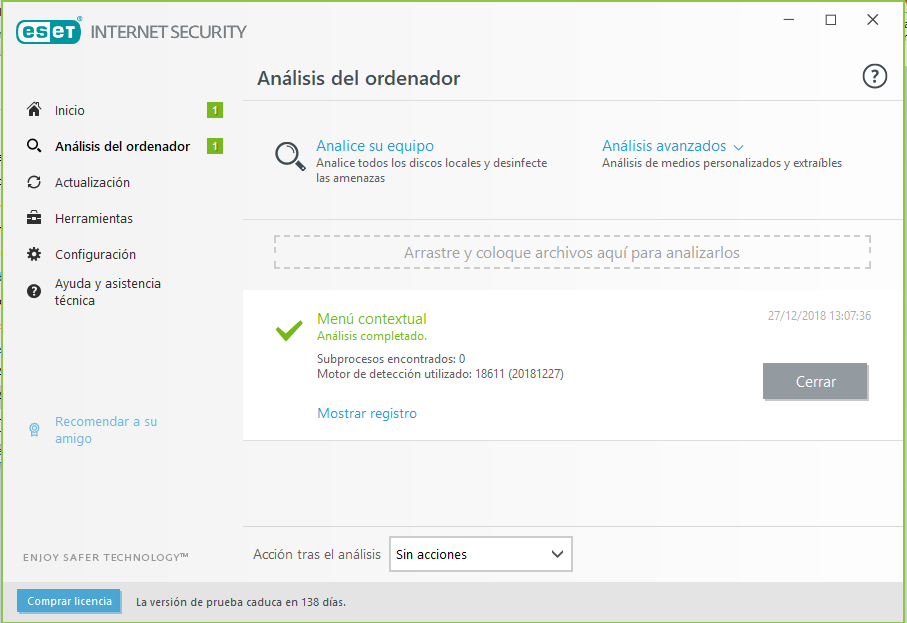 eset INTERNET SECURITY
Análisis del ordenador
?
Inicio
1
Análisis del ordenador
1
Actualización
Herramientas
Configuración
Ayuda y asistencia
técnica
Recomendar a su
amigo
ENJOY SAFER TECHNOLOGY™
Analice su equipo
Analice todos los discos locales y desinfecte
las amenazas
Análisis avanzados
Análisis de medios personalizados y extraíbles
Arrastre y coloque archivos aquí para analizarlos
Menú contextual
27/12/2018 13:07:36
Análisis completado.
Subprocesos encontrados: 0
Motor de detección utilizado: 18611 (20181227)
Cerrar
Mostrar registro
Acción tras el análisis
Sin acciones
Comprar licencia
La versión de prueba caduca en 138 días.